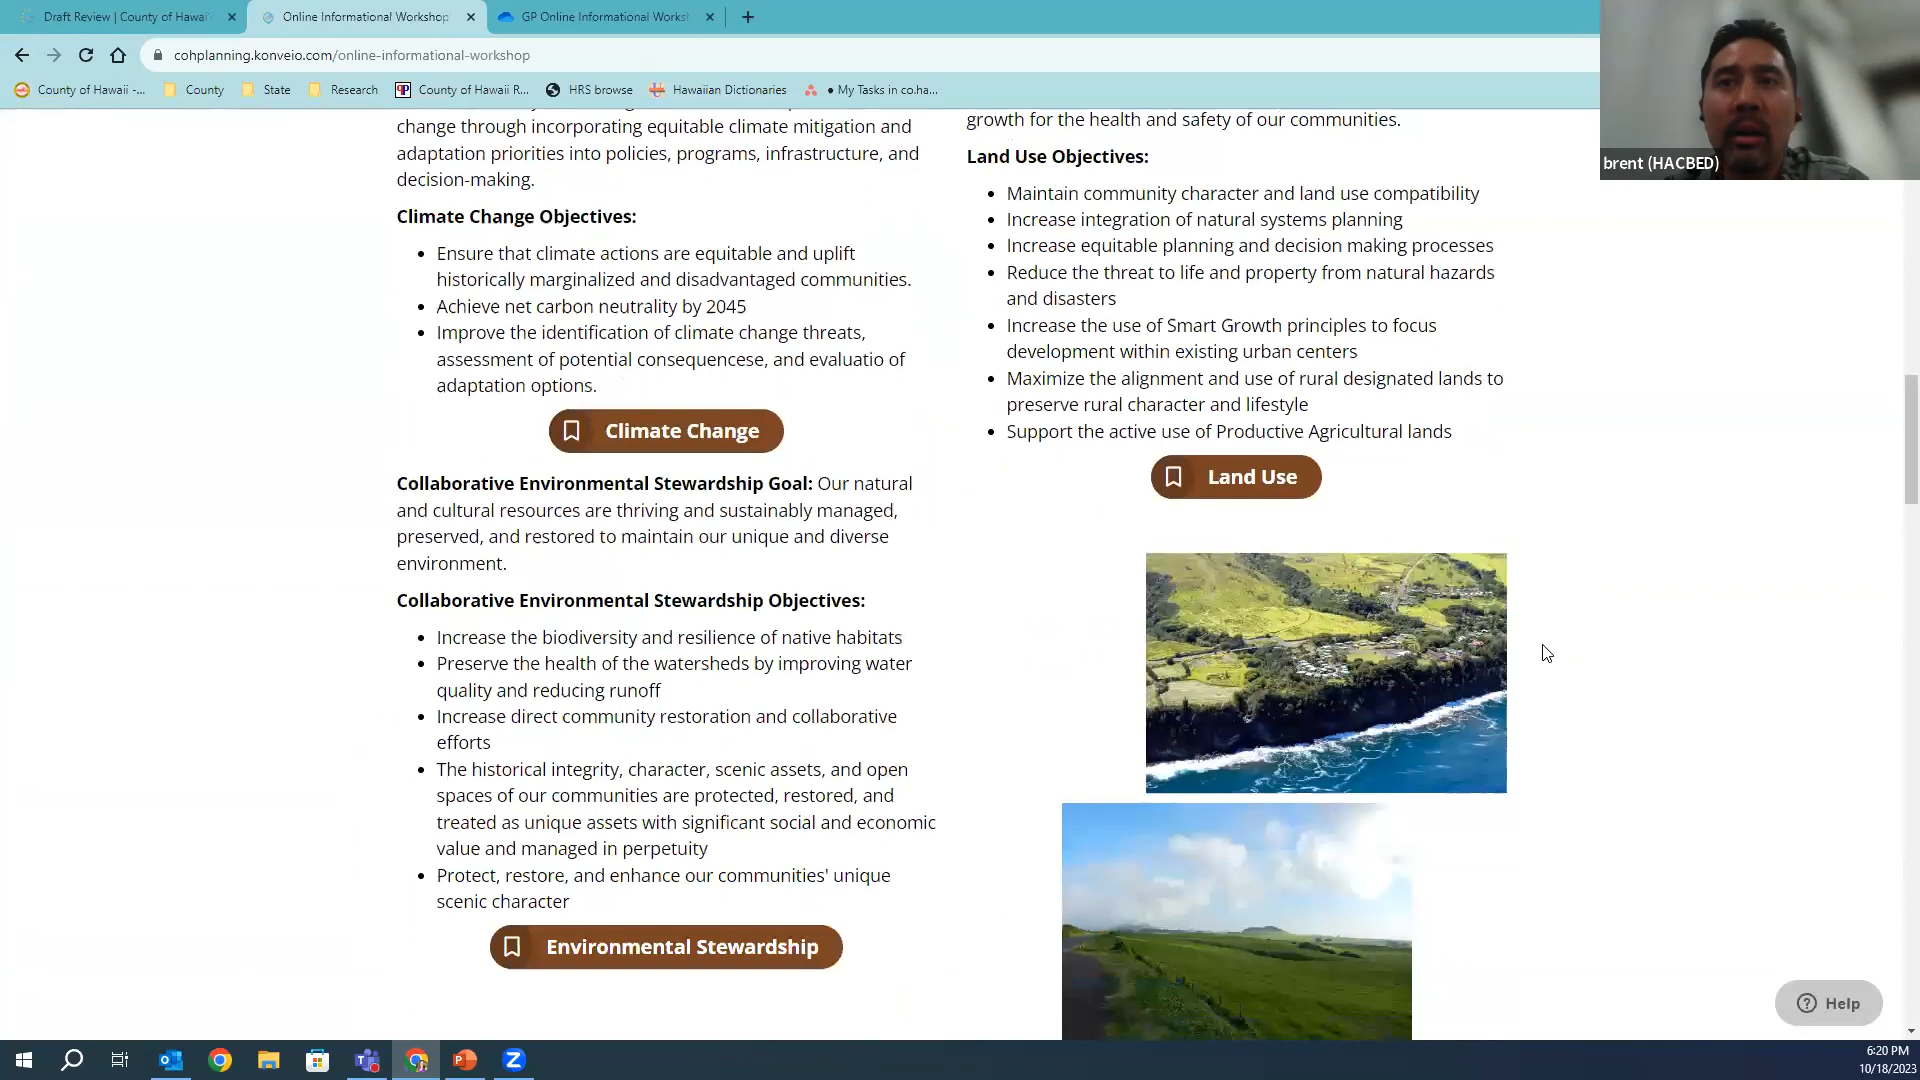 Draft Review | County of Hawai
Online Informational Workshop
GP Online Informational Works
cohplanning.konveio.com/online-informational-workshop
County of Hawaii -...
County
State
Research
County of Hawaii R...
HRS browse
Hawaiian Dictionaries
● My Tasks in co.ha...
brent (HACBED)
change through incorporating equitable climate mitigation and
adaptation priorities into policies, programs, infrastructure, and
decision-making.
Climate Change Objectives:
• Ensure that climate actions are equitable and uplift
historically marginalized and disadvantaged communities.
• Achieve net carbon neutrality by 2045
• Improve the identification of climate change threats,
assessment of potential consequencese, and evaluatio of
adaptation options.
Climate Change
Collaborative Environmental Stewardship Goal: Our natural
and cultural resources are thriving and sustainably managed,
preserved, and restored to maintain our unique and diverse
environment.
Collaborative Environmental Stewardship Objectives:
• Increase the biodiversity and resilience of native habitats
• Preserve the health of the watersheds by improving water
quality and reducing runoff
• Increase direct community restoration and collaborative
efforts
• The historical integrity, character, scenic assets, and open
spaces of our communities are protected, restored, and
treated as unique assets with significant social and economic
value and managed in perpetuity
• Protect, restore, and enhance our communities' unique
scenic character
Environmental Stewardship
growth for the health and safety of our communities.
Land Use Objectives:
• Maintain community character and land use compatibility
• Increase integration of natural systems planning
• Increase equitable planning and decision making processes
• Reduce the threat to life and property from natural hazards
and disasters
• Increase the use of Smart Growth principles to focus
development within existing urban centers
• Maximize the alignment and use of rural designated lands to
preserve rural character and lifestyle
• Support the active use of Productive Agricultural lands
Land Use
Help
6:20 PM
10/18/2023